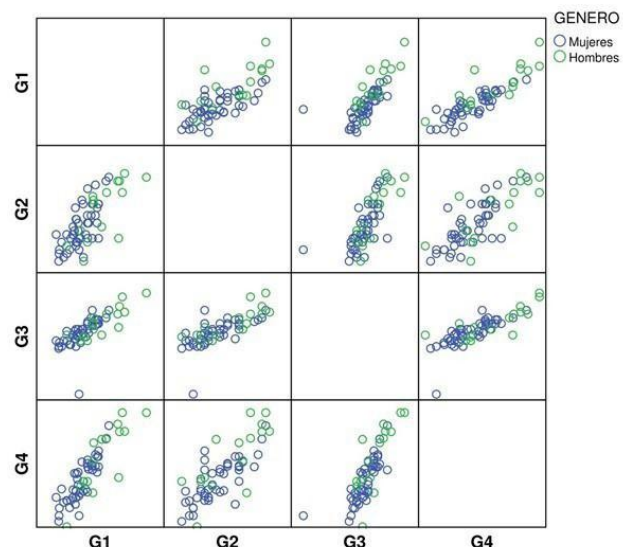 GENERO
Mujeres
Hombres
G1
G2
G3
G4
G1 G2 G3 G4